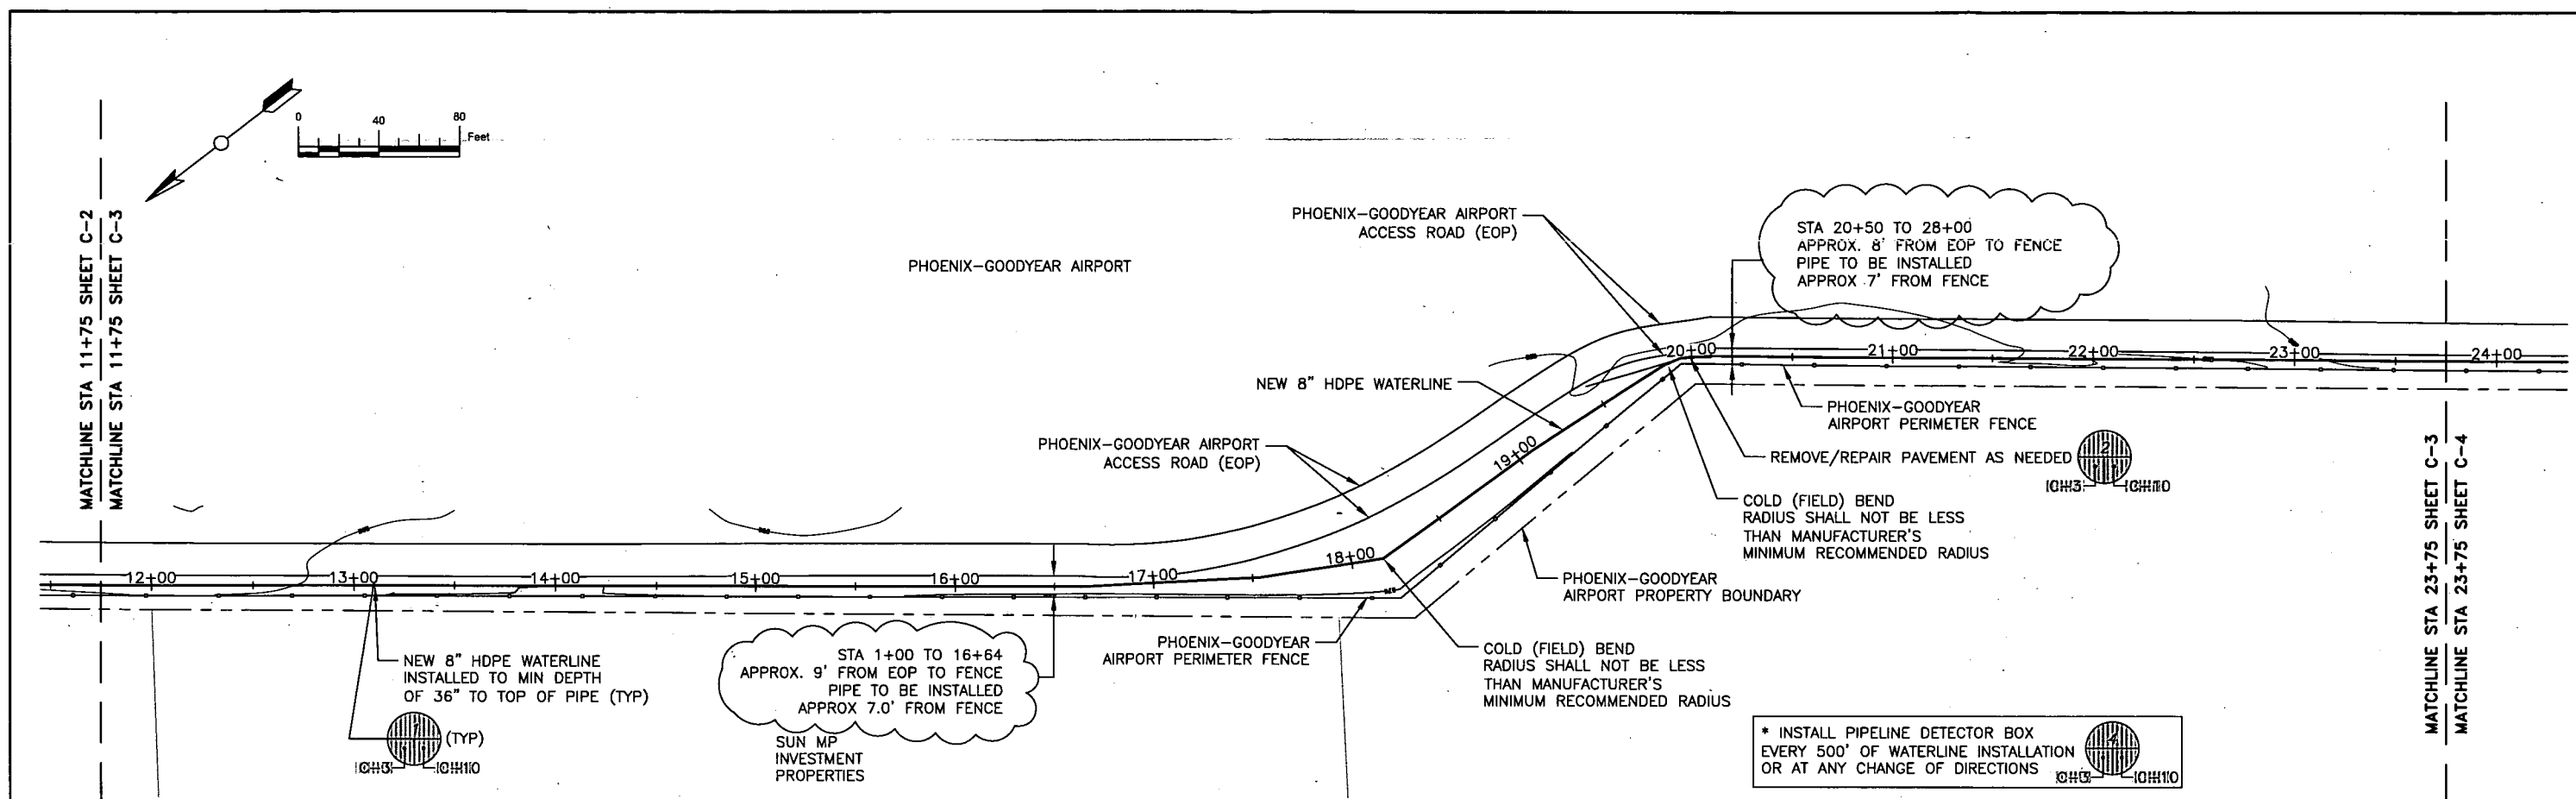 0
40
80
Feet
MATCHLINE STA 11+75 SHEET C-2
MATCHLINE STA 11+75 SHEET C-3
PHOENIX-GOODYEAR AIRPORT
PHOENIX-GOODYEAR AIRPORT
ACCESS ROAD (EOP)
STA 20+50 TO 28+00
APPROX. 8' FROM EOP TO FENCE
PIPE TO BE INSTALLED
APPROX 7' FROM FENCE
20+00
21+00
22+00
23+00
24+00
NEW 8" HDPE WATERLINE
PHOENIX-GOODYEAR
AIRPORT PERIMETER FENCE
PHOENIX-GOODYEAR AIRPORT
ACCESS ROAD (EOP)
19+00
REMOVE/REPAIR PAVEMENT AS NEEDED
2
COLD (FIELD) BEND
RADIUS SHALL NOT BE LESS
THAN MANUFACTURER'S
MINIMUM RECOMMENDED RADIUS
18+00
12+00
13+00
14+00
15+00
16+00
17+00
PHOENIX-GOODYEAR
AIRPORT PROPERTY BOUNDARY
PHOENIX-GOODYEAR
AIRPORT PERIMETER FENCE
COLD (FIELD) BEND
RADIUS SHALL NOT BE LESS
THAN MANUFACTURER'S
MINIMUM RECOMMENDED RADIUS
NEW 8" HDPE WATERLINE
INSTALLED TO MIN DEPTH
OF 36" TO TOP OF PIPE (TYP)
1
(TYP)
STA 1+00 TO 16+64
APPROX. 9' FROM EOP TO FENCE
PIPE TO BE INSTALLED
APPROX 7.0' FROM FENCE
SUN MP
INVESTMENT
PROPERTIES
* INSTALL PIPELINE DETECTOR BOX
EVERY 500' OF WATERLINE INSTALLATION
OR AT ANY CHANGE OF DIRECTIONS
4
MATCHLINE STA 23+75 SHEET C-3
MATCHLINE STA 23+75 SHEET C-4